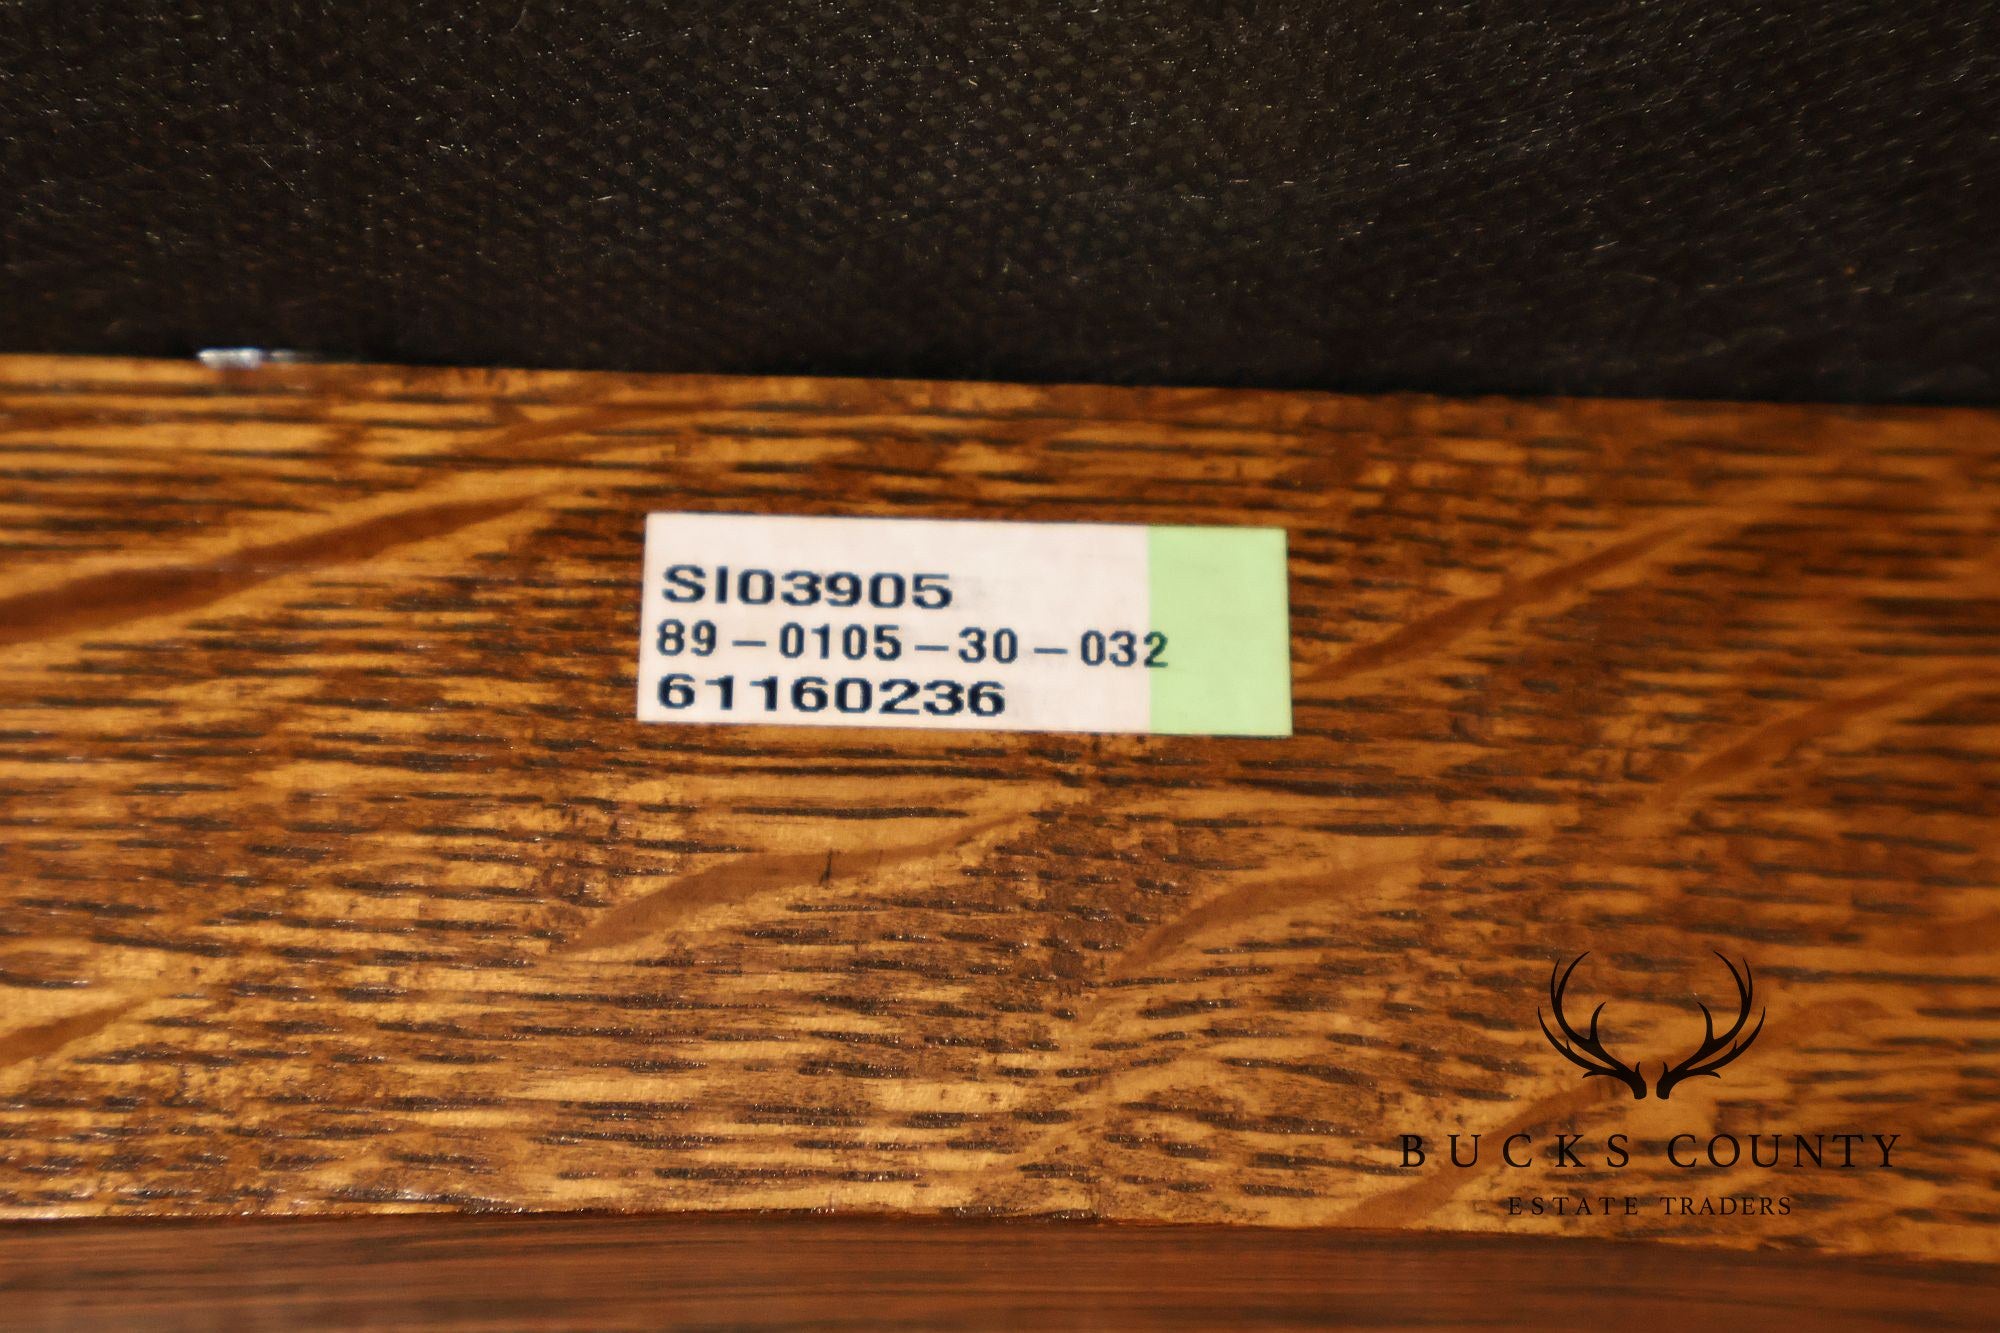 SI03905
89-0105-30-032
61160236
BUCKS COUNTY
ESTATE TRADERS